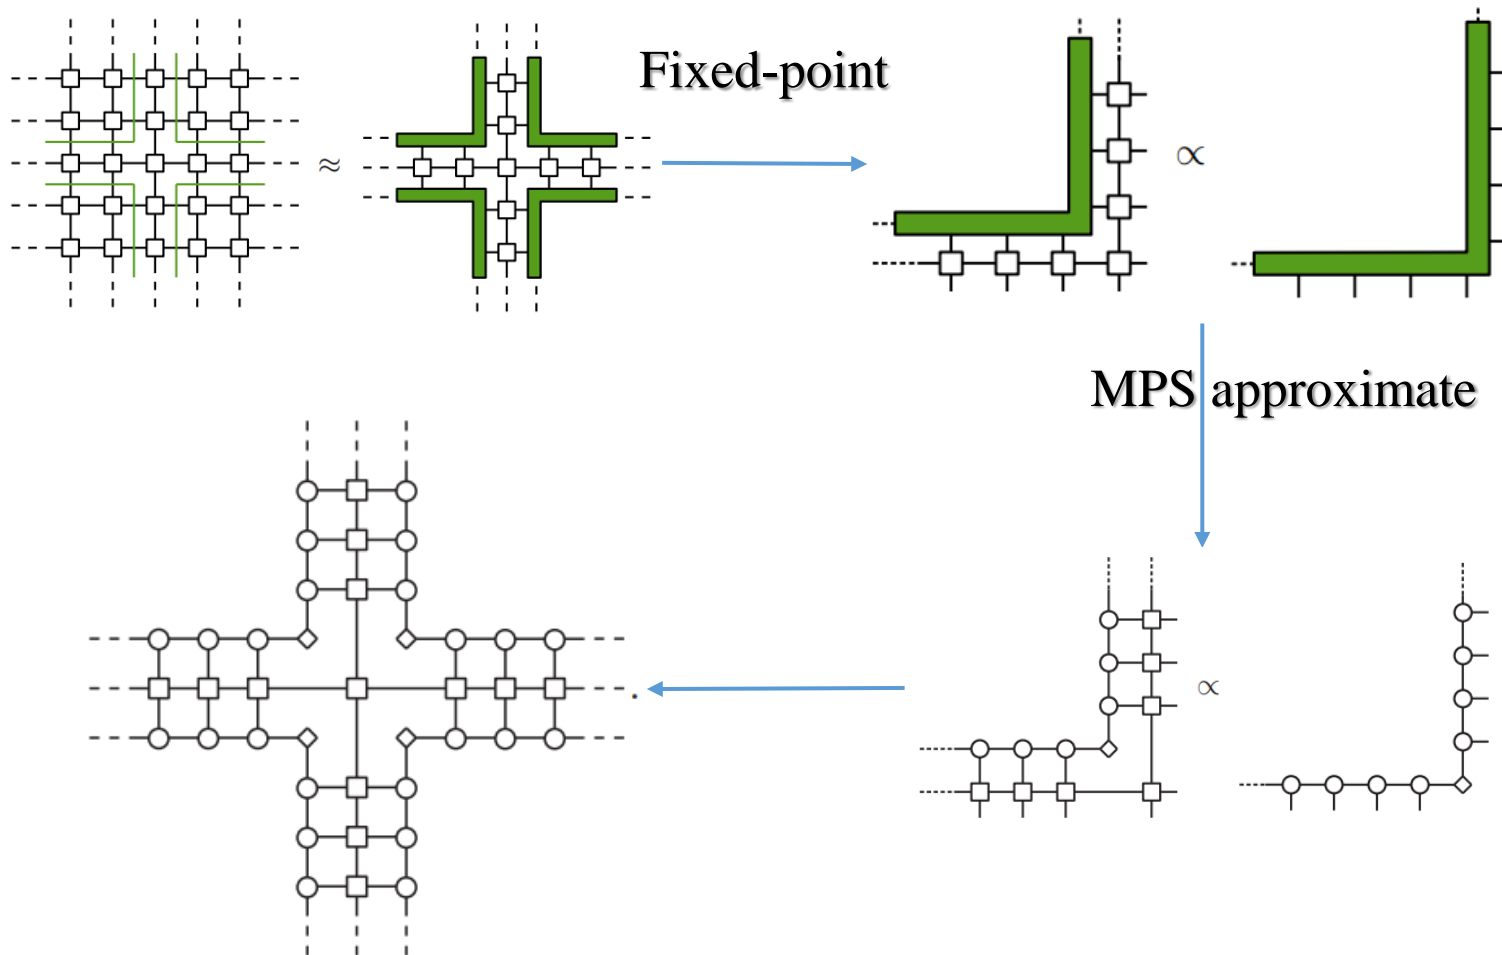 Fixed-point
≈
∝
MPS approximate
∝
.